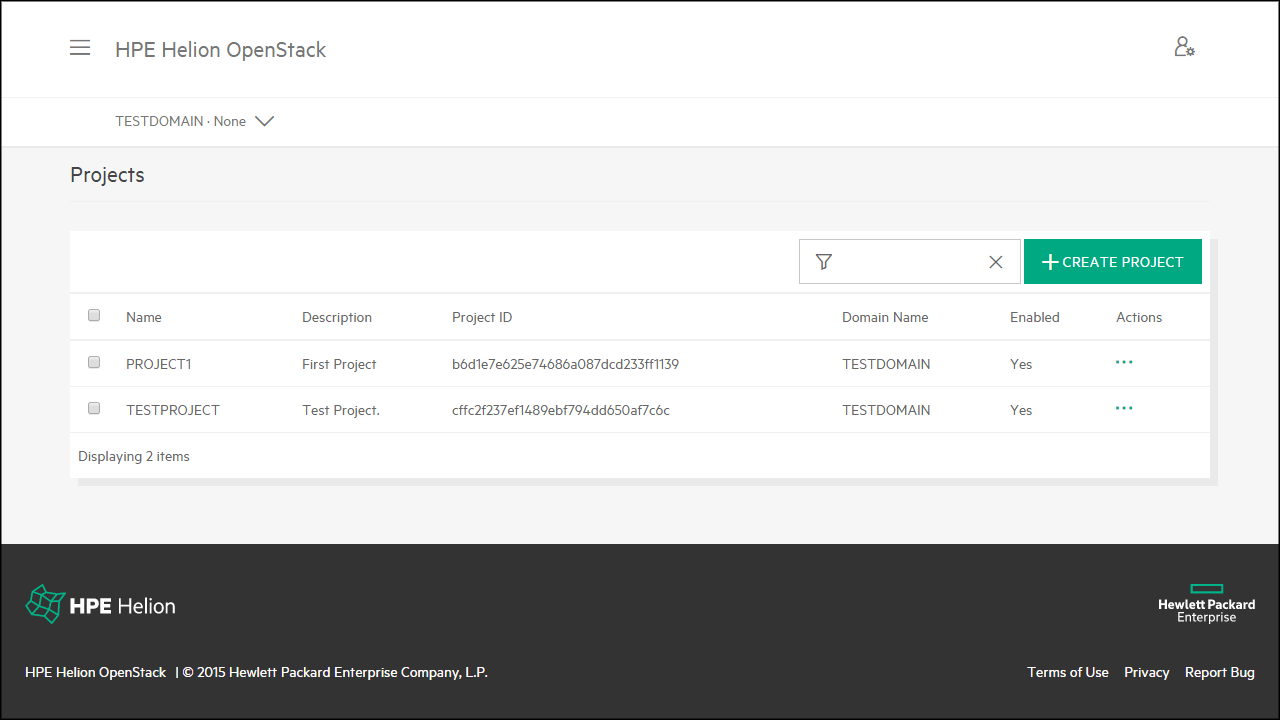 HPE Helion OpenStack
TESTDOMAIN · None
Projects
CREATE PROJECT
Name Description Project ID Domain Name Enabled Actions
PROJECT1 First Project b6d1e7e625e74686a087dcd233ff1139 TESTDOMAIN Yes
TESTPROJECT Test Project. cffc2f237ef1489ebf794dd650af7c6c TESTDOMAIN Yes
Displaying 2 items
HPE Helion
Hewlett Packard
Enterprise
HPE Helion OpenStack | © 2015 Hewlett Packard Enterprise Company, L.P. Terms of Use Privacy Report Bug